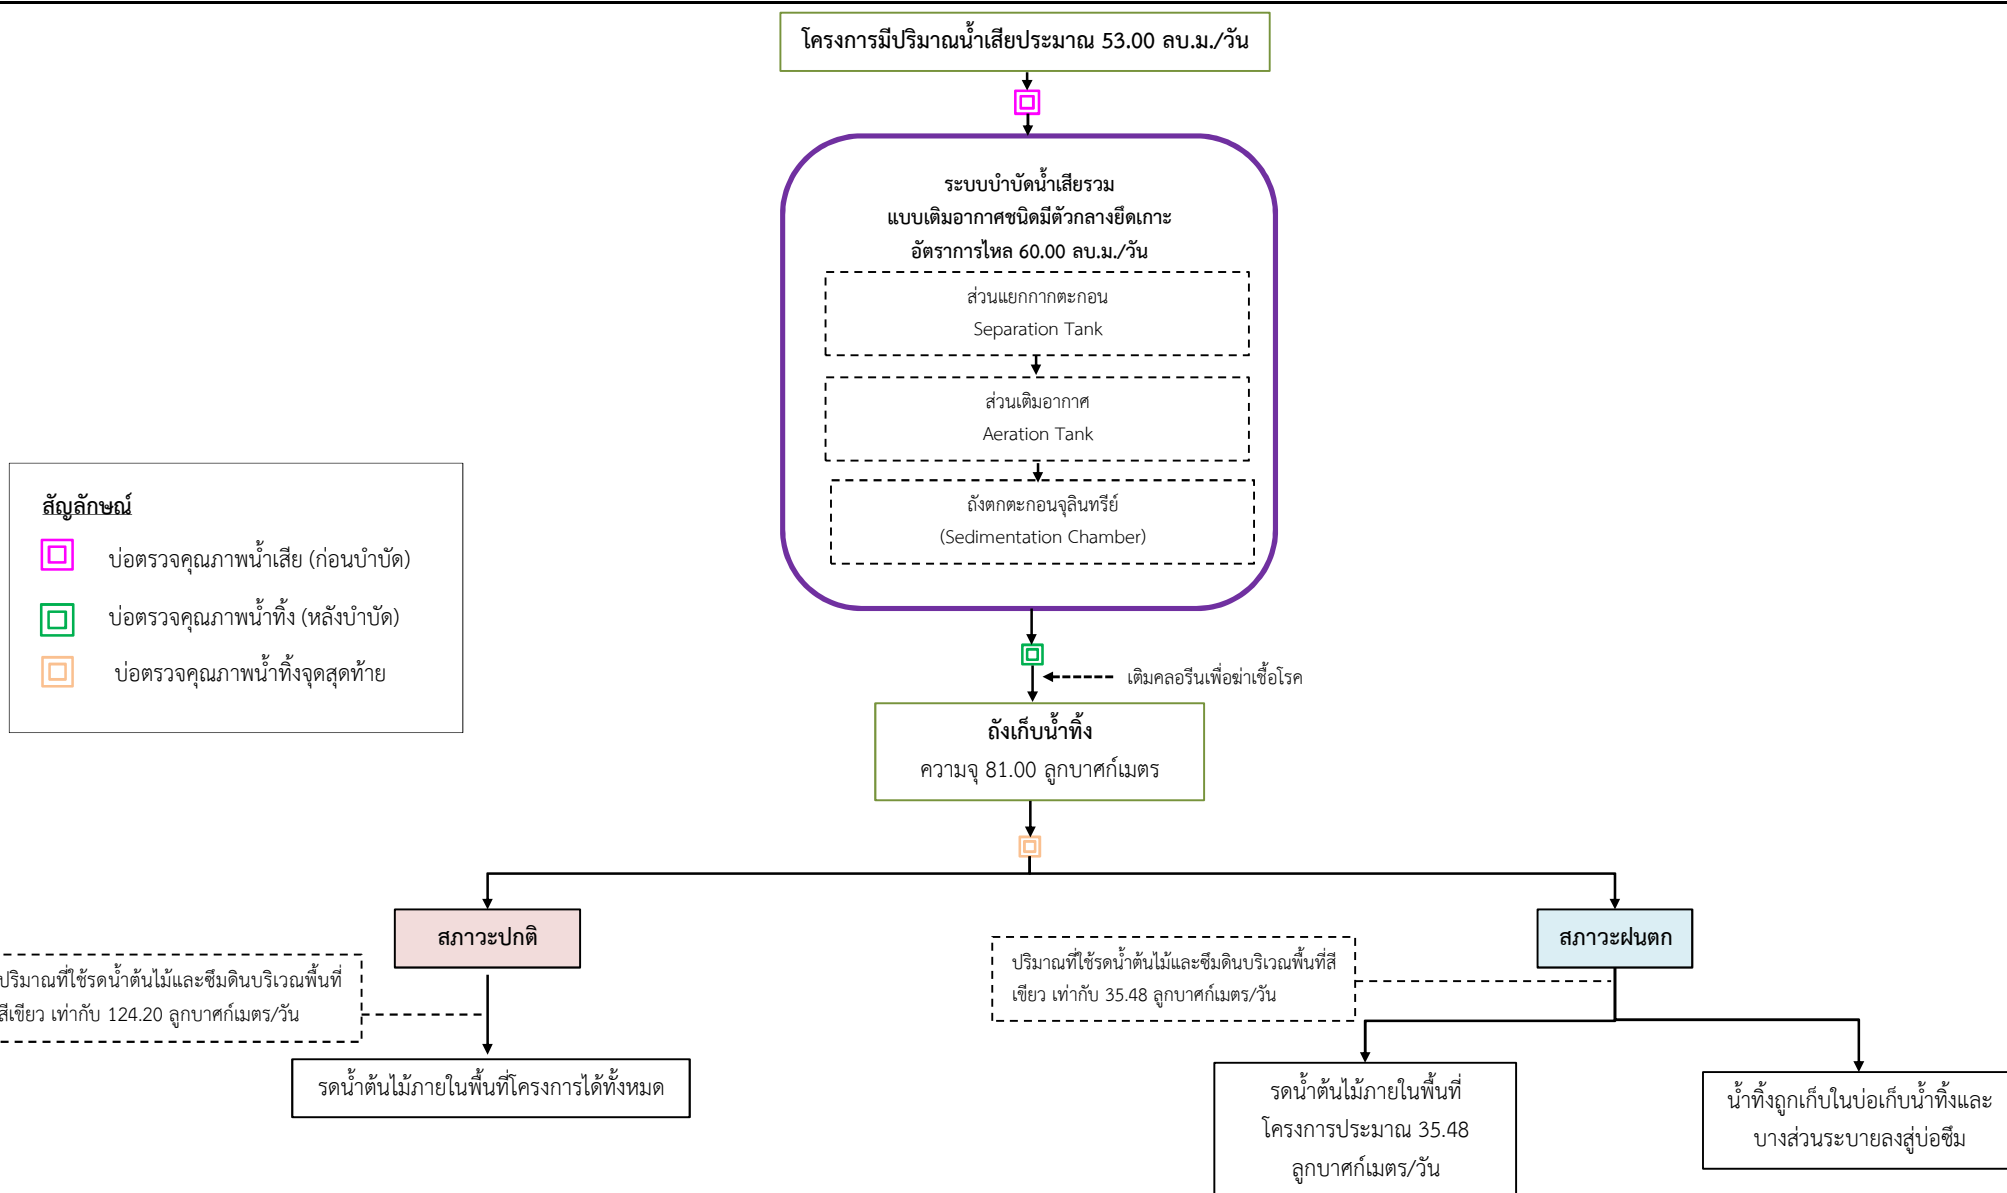 โครงการมีปริมาณน้ำเสียประมาณ 53.00 ลบ.ม./วัน
ระบบบำบัดน้ำเสียรวม
แบบเติมอากาศชนิดมีตัวกลางยึดเกาะ
อัตราการไหล 60.00 ลบ.ม./วัน
ส่วนแยกกากตะกอน
Separation Tank
ส่วนเติมอากาศ
Aeration Tank
ถังตกตะกอนจุลินทรีย์
(Sedimentation Chamber)
สัญลักษณ์
บ่อตรวจคุณภาพน้ำเสีย (ก่อนบำบัด)
บ่อตรวจคุณภาพน้ำทิ้ง (หลังบำบัด)
บ่อตรวจคุณภาพน้ำทิ้งจุดสุดท้าย
เติมคลอรีนเพื่อฆ่าเชื้อโรค
ถังเก็บน้ำทิ้ง
ความจุ 81.00 ลูกบาศก์เมตร
สภาวะปกติ
ปริมาณที่ใช้รดน้ำต้นไม้และซึมดินบริเวณพื้นที่
สีเขียว เท่ากับ 124.20 ลูกบาศก์เมตร/วัน
รดน้ำต้นไม้ภายในพื้นที่โครงการได้ทั้งหมด
สภาวะฝนตก
ปริมาณที่ใช้รดน้ำต้นไม้และซึมดินบริเวณพื้นที่สี
เขียว เท่ากับ 35.48 ลูกบาศก์เมตร/วัน
รดน้ำต้นไม้ภายในพื้นที่
โครงการประมาณ 35.48
ลูกบาศก์เมตร/วัน
น้ำทิ้งถูกเก็บในบ่อเก็บน้ำทิ้งและ
บางส่วนระบายลงสู่บ่อซึม